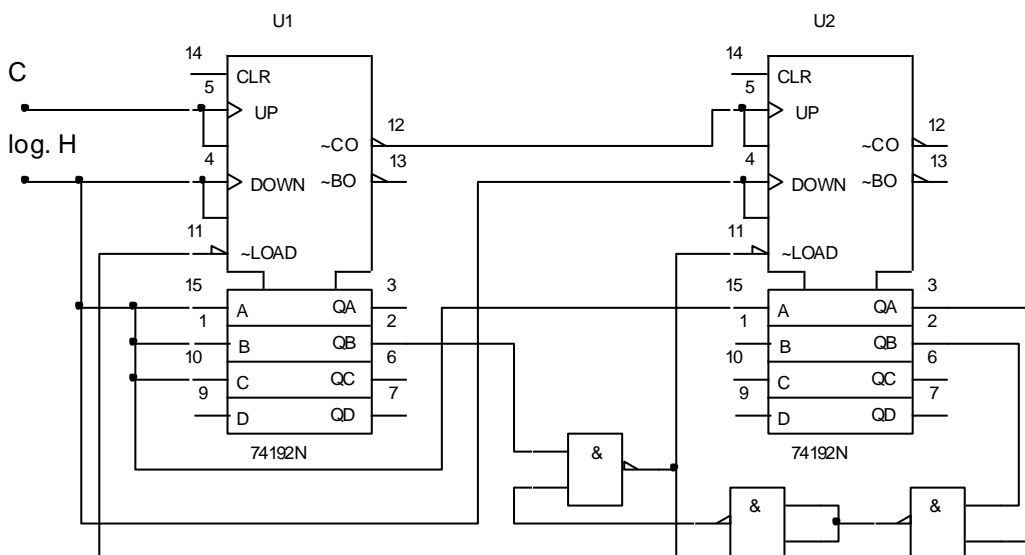 U1 U2
C
log. H
14 CLR
5 UP
12 ~CO
4 DOWN
13 ~BO
11 ~LOAD
15 A QA 3
1 B QB 2
10 C QC 6
9 D QD 7
74192N
14 CLR
5 UP
12 ~CO
4 DOWN
13 ~BO
11 ~LOAD
15 A QA 3
1 B QB 2
10 C QC 6
9 D QD 7
74192N
&
& &